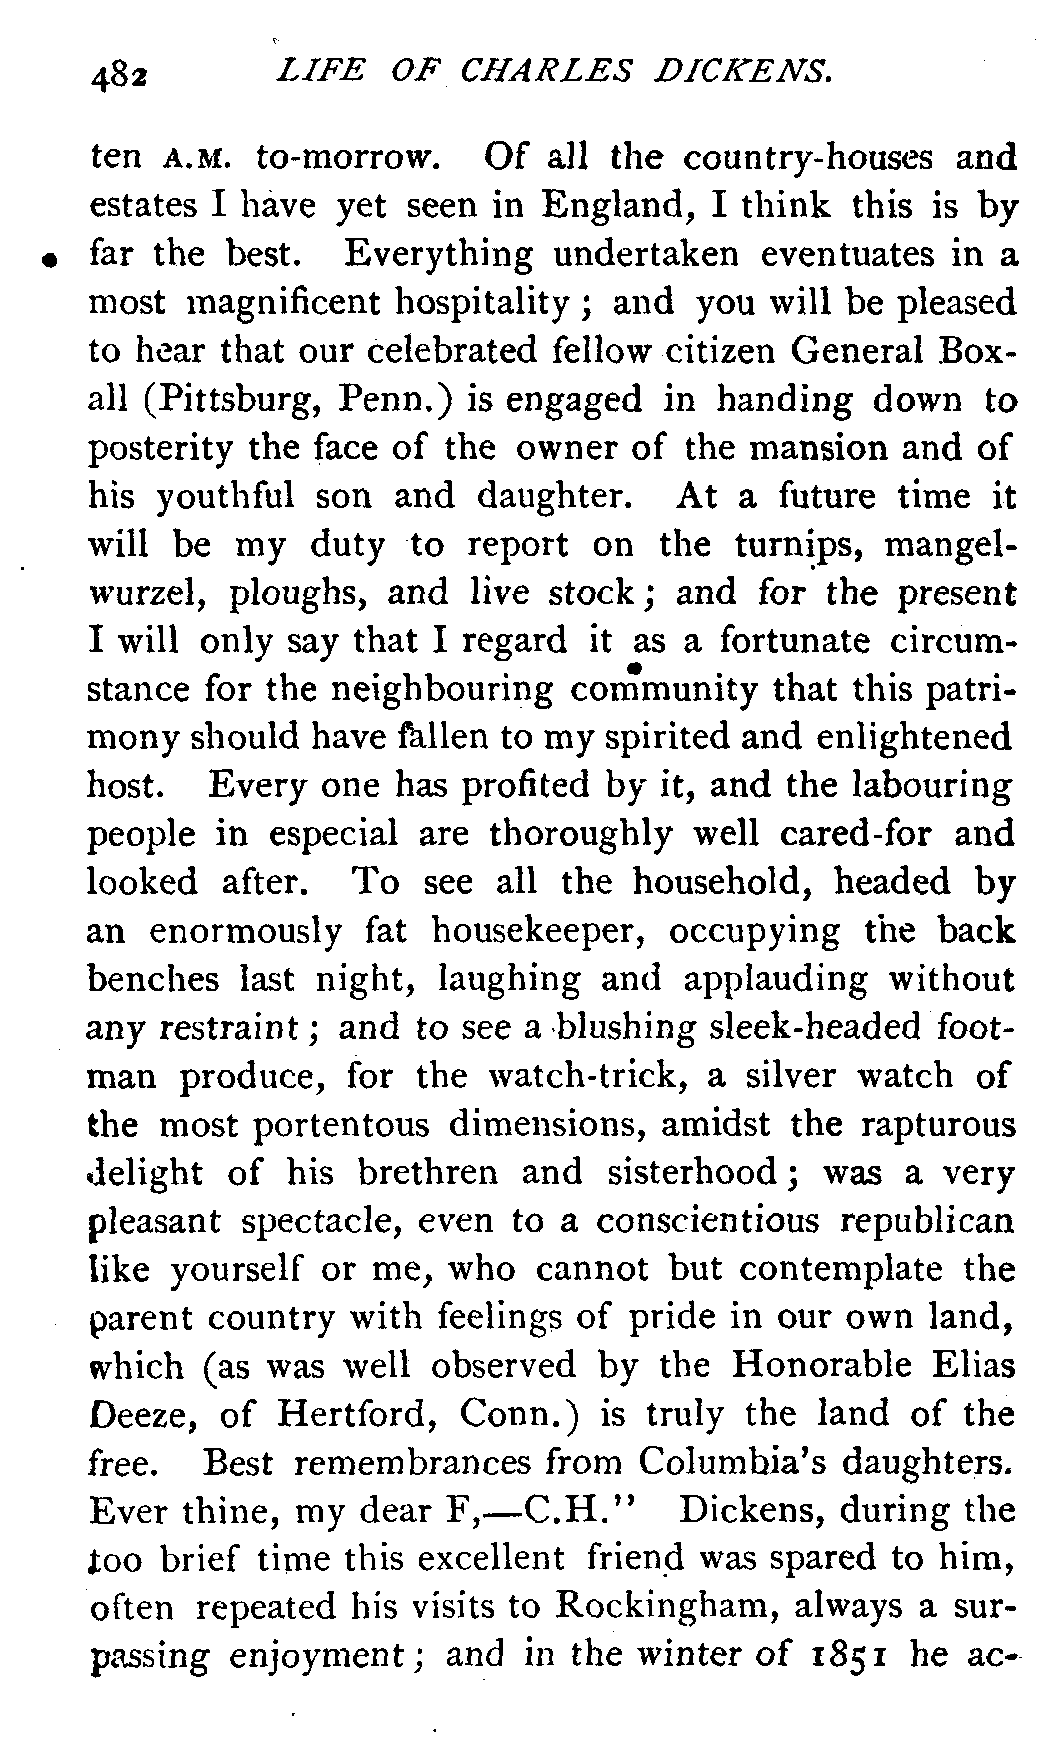 482 LIFE OF CHARLES DICKENS.
ten A.M. to-morrow. Of all the country-houses and
estates I have yet seen in England, I think this is by
far the best. Everything undertaken eventuates in a
most magnificent hospitality ; and you will be pleased
to hear that our celebrated fellow citizen General Box-
all (Pittsburg, Penn.) is engaged in handing down to
posterity the face of the owner of the mansion and of
his youthful son and daughter. At a future time it
will be my duty to report on the turnips, mangel-
wurzel, ploughs, and live stock ; and for the present
I will only say that I regard it as a fortunate circum-
stance for the neighbouring community that this patri-
mony should have fallen to my spirited and enlightened
host. Every one has profited by it, and the labouring
people in especial are thoroughly well cared-for and
looked after. To see all the household, headed by
an enormously fat housekeeper, occupying the back
benches last night, laughing and applauding without
any restraint ; and to see a blushing sleek-headed foot-
man produce, for the watch-trick, a silver watch of
the most portentous dimensions, amidst the rapturous
delight of his brethren and sisterhood ; was a very
pleasant spectacle, even to a conscientious republican
like yourself or me, who cannot but contemplate the
parent country with feelings of pride in our own land,
which (as was well observed by the Honorable Elias
Deeze, of Hertford, Conn.) is truly the land of the
free. Best remembrances from Columbia's daughters.
Ever thine, my dear F,—C.H." Dickens, during the
too brief time this excellent friend was spared to him,
often repeated his visits to Rockingham, always a sur-
passing enjoyment ; and in the winter of 1851 he ac-